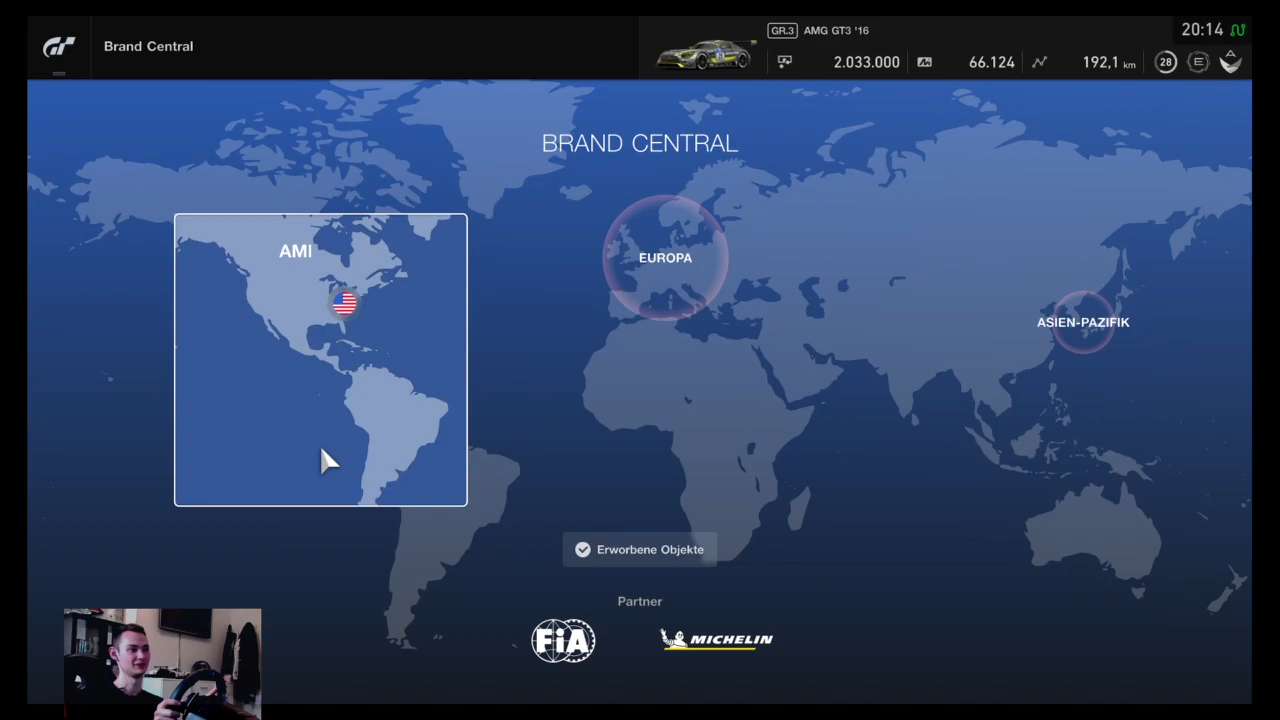 Brand Central
GR.3 AMG GT3 '16
20:14
2.033.000
66.124
192,1 km
28
E
BRAND CENTRAL
AMI
EUROPA
ASIEN-PAZIFIK
Erworbene Objekte
Partner
FiA
MICHELIN